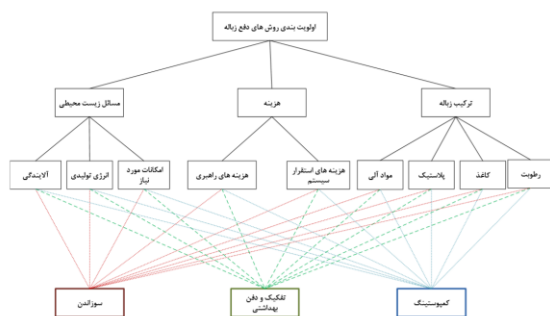 اولویت بندی روش های دفع زباله
ترکیب زباله
هزینه
مسائل زیست محیطی
رطوبت
کاغذ
پلاستیک
مواد آلی
هزینه های استقرار
سیستم
هزینه های راهبری
امکانات مورد
نیاز
انرژی تولیدی
آلایندگی
کمپوستینگ
تفکیک و دفن
بهداشتی
سوزاندن